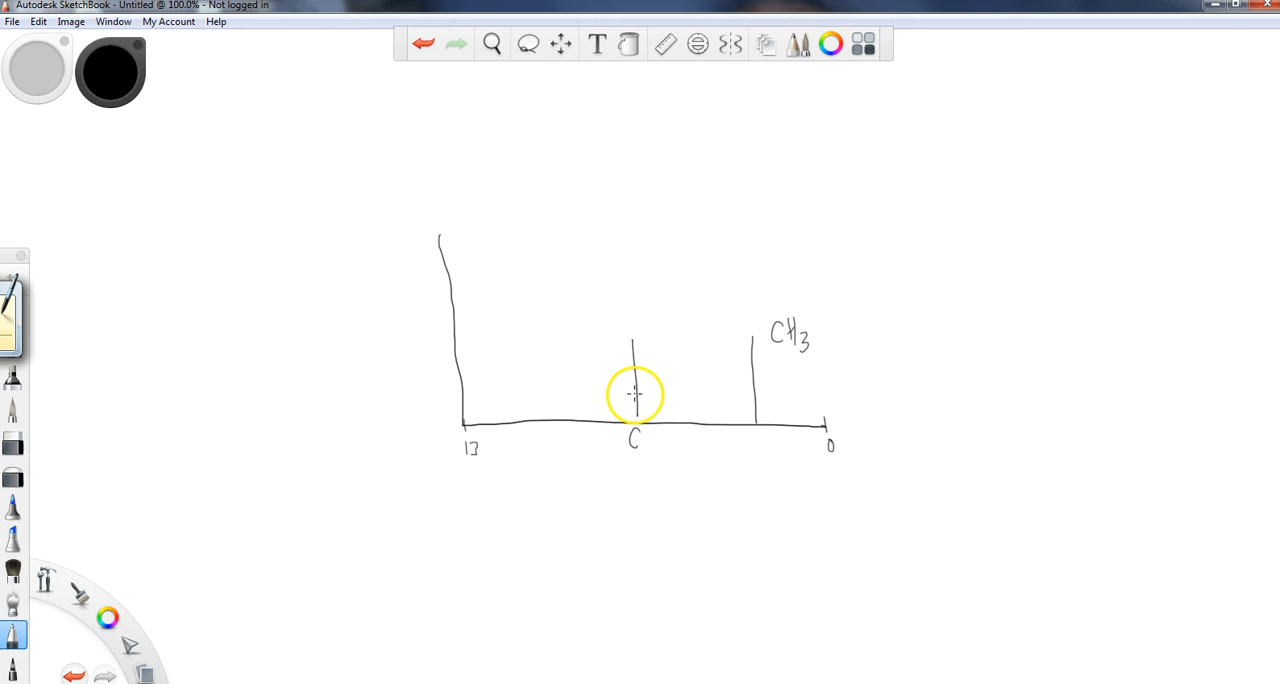 Autodesk SketchBook - Untitled @ 100.0% - Not logged in
File Edit Image Window My Account Help
T
CH3
13 C 0